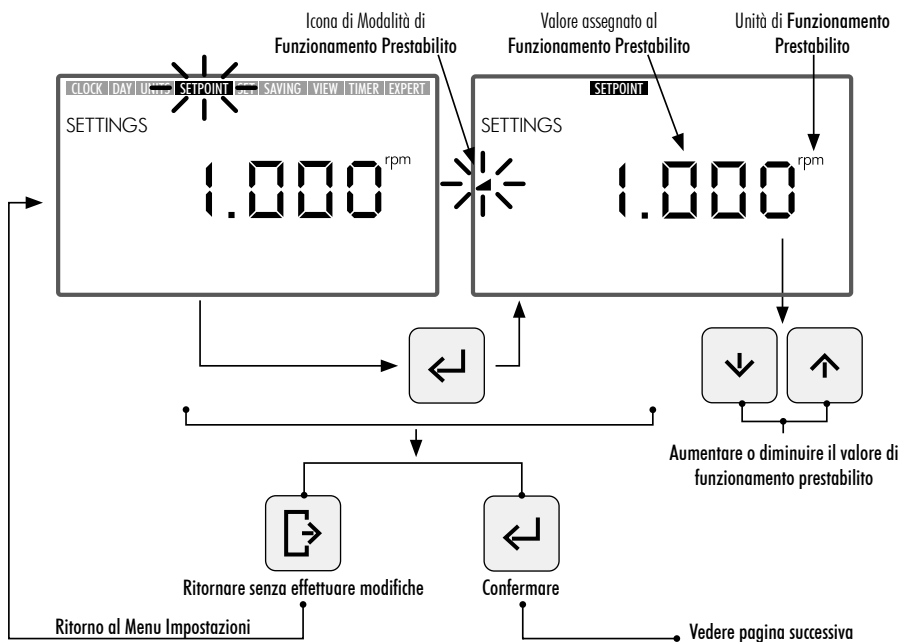 Icona di Modalità di
Funzionamento Prestabilito
Valore assegnato al
Funzionamento Prestabilito
Unità di Funzionamento
Prestabilito
CLOCK DAY UNITS SETPOINT SET SAVING VIEW TIMER EXPERT
SETTINGS
1.000 rpm
SETPOINT
SETTINGS
1.000 rpm
Aumentare o diminuire il valore di
funzionamento prestabilito
Ritornare senza effettuare modifiche
Confermare
Ritorno al Menu Impostazioni
Vedere pagina successiva